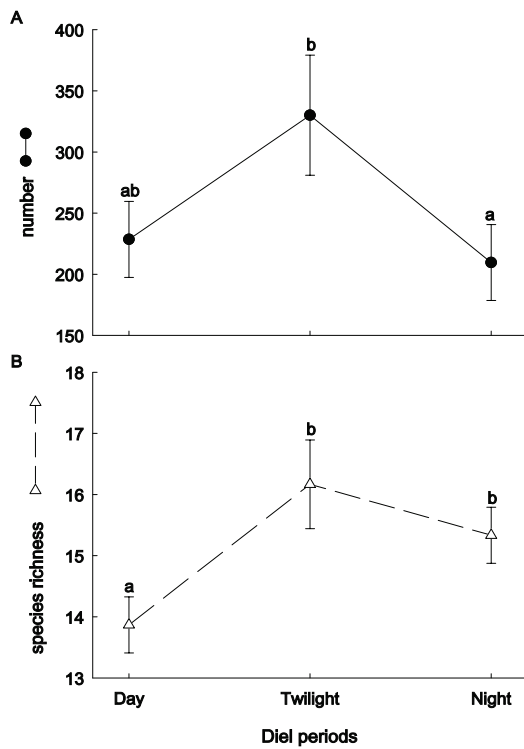 A
400
350
300
250
200
150
number
ab
b
a
B
18
17
16
15
14
13
species richness
a
b
b
Day Twilight Night
Diel periods